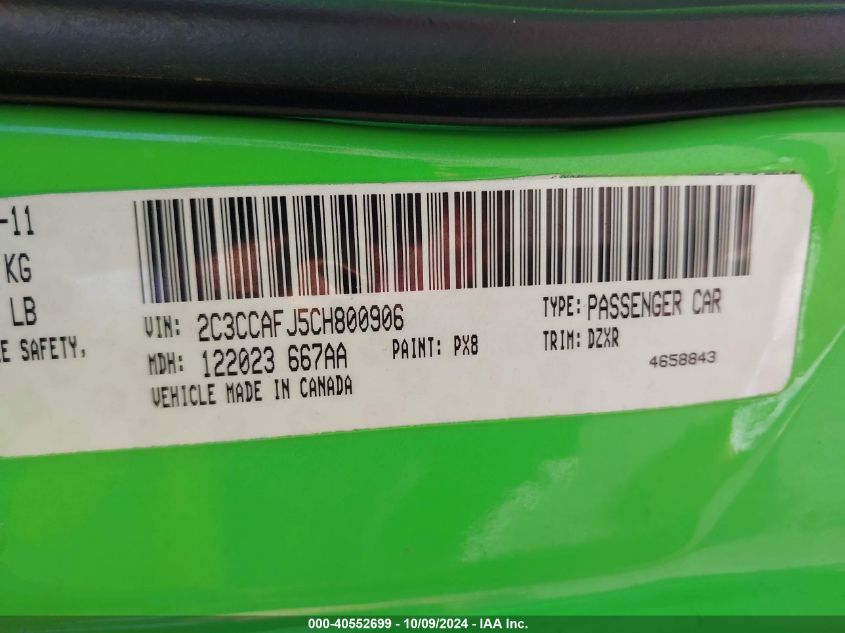 -11
KG
LB
E SAFETY,
VIN: 2C3CCAFJ5CH800906
TYPE: PASSENGER CAR
MDH: 122023 667AA
PAINT: PX8
TRIM: DZXR
4658843
VEHICLE MADE IN CANADA
000-40552699 - 10/09/2024 - IAA Inc.